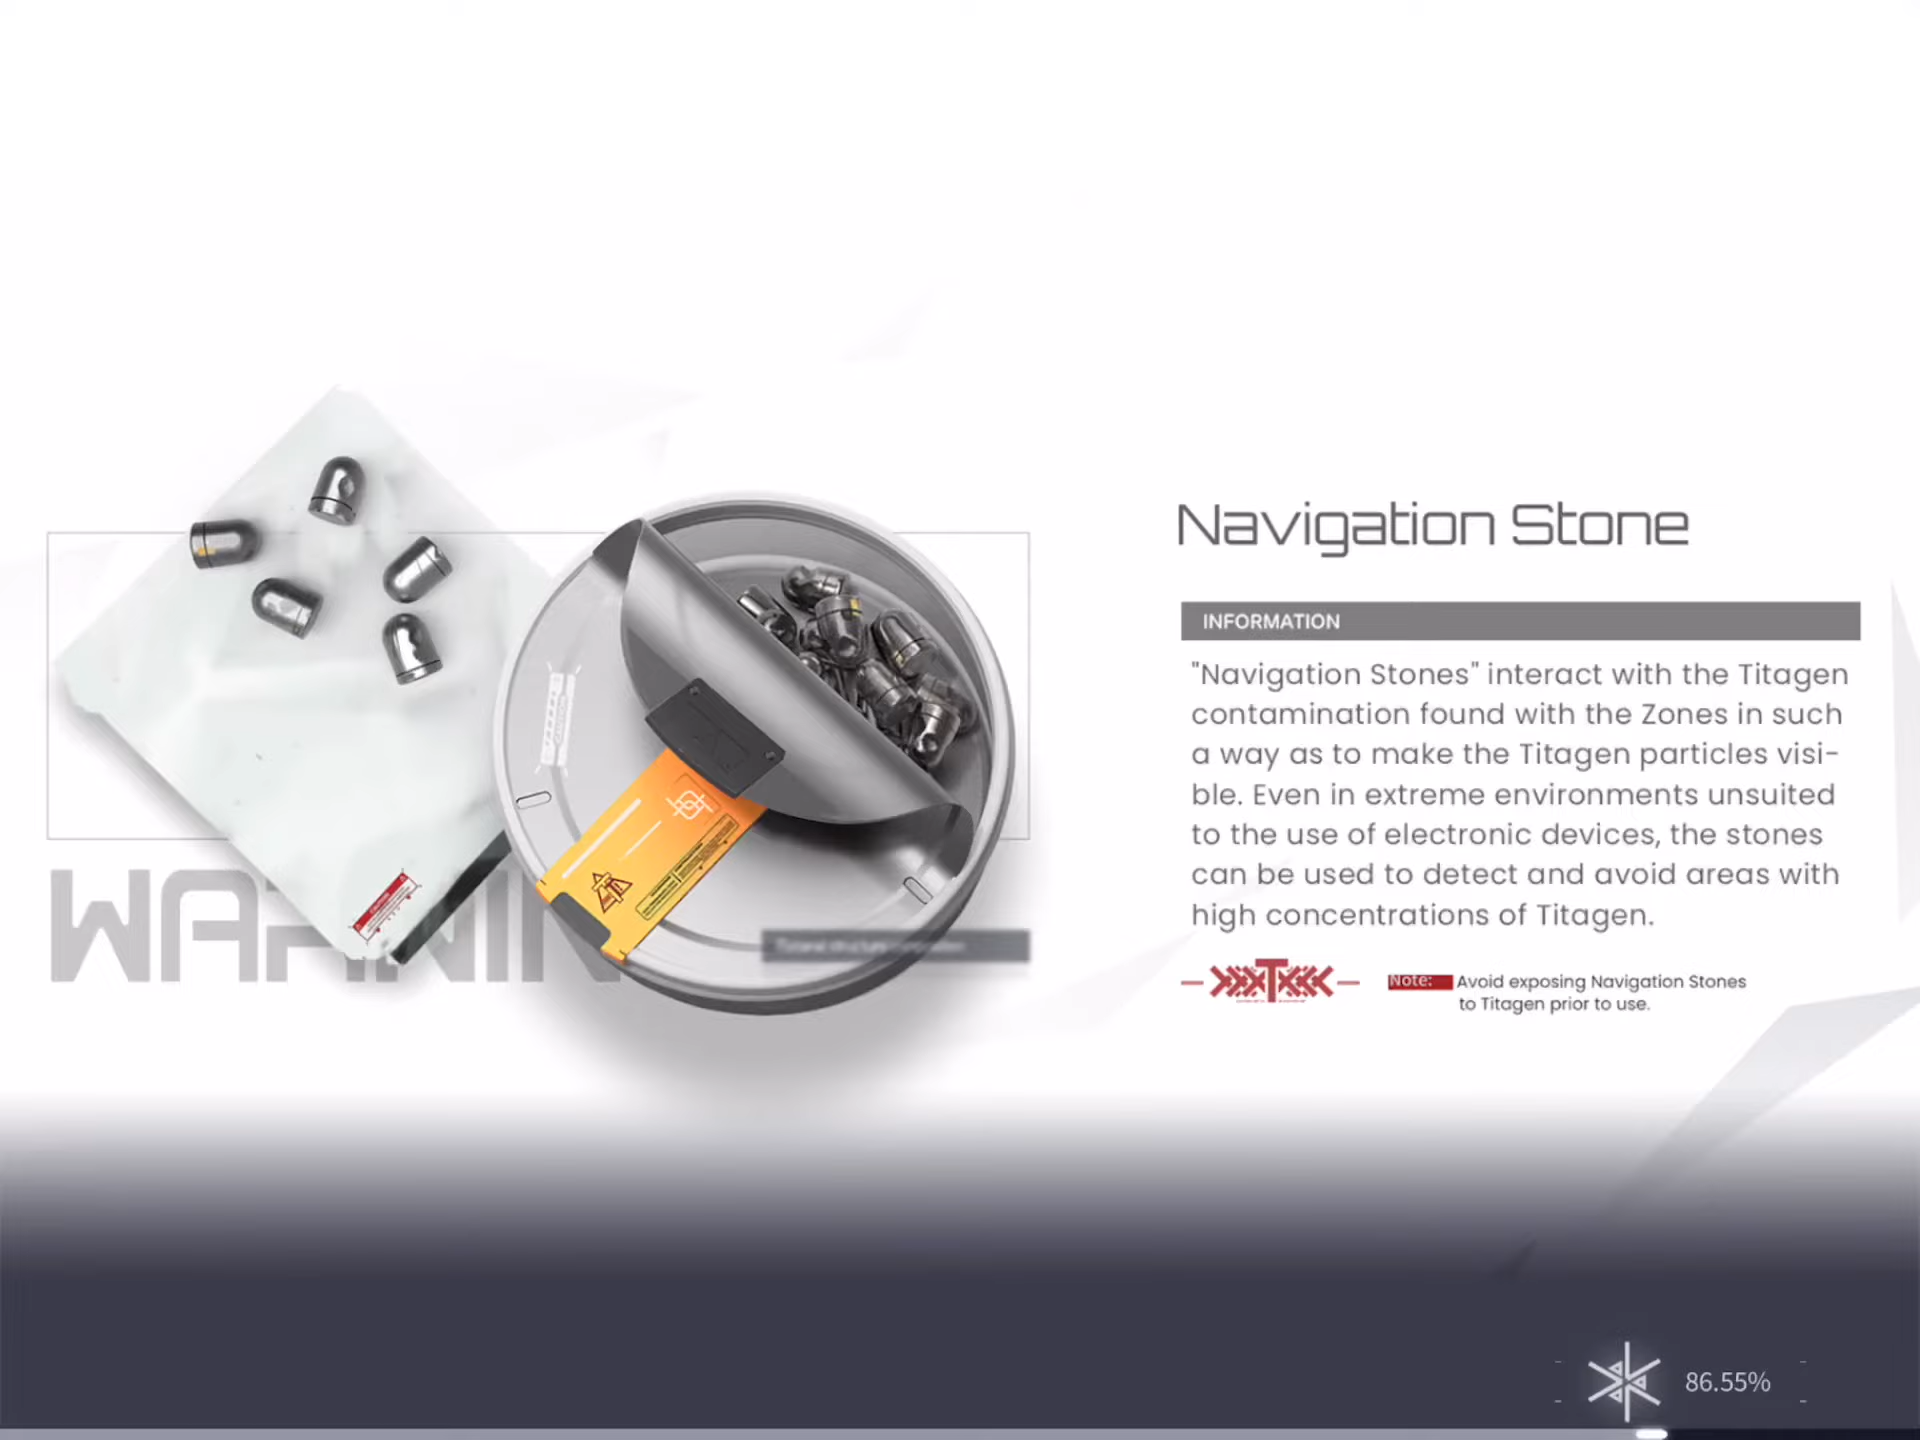 Navigation Stone
INFORMATION
"Navigation Stones" interact with the Titagen
contamination found with the Zones in such
a way as to make the Titagen particles visi-
ble. Even in extreme environments unsuited
to the use of electronic devices, the stones
can be used to detect and avoid areas with
high concentrations of Titagen.
Note: Avoid exposing Navigation Stones
to Titagen prior to use.
86.55%